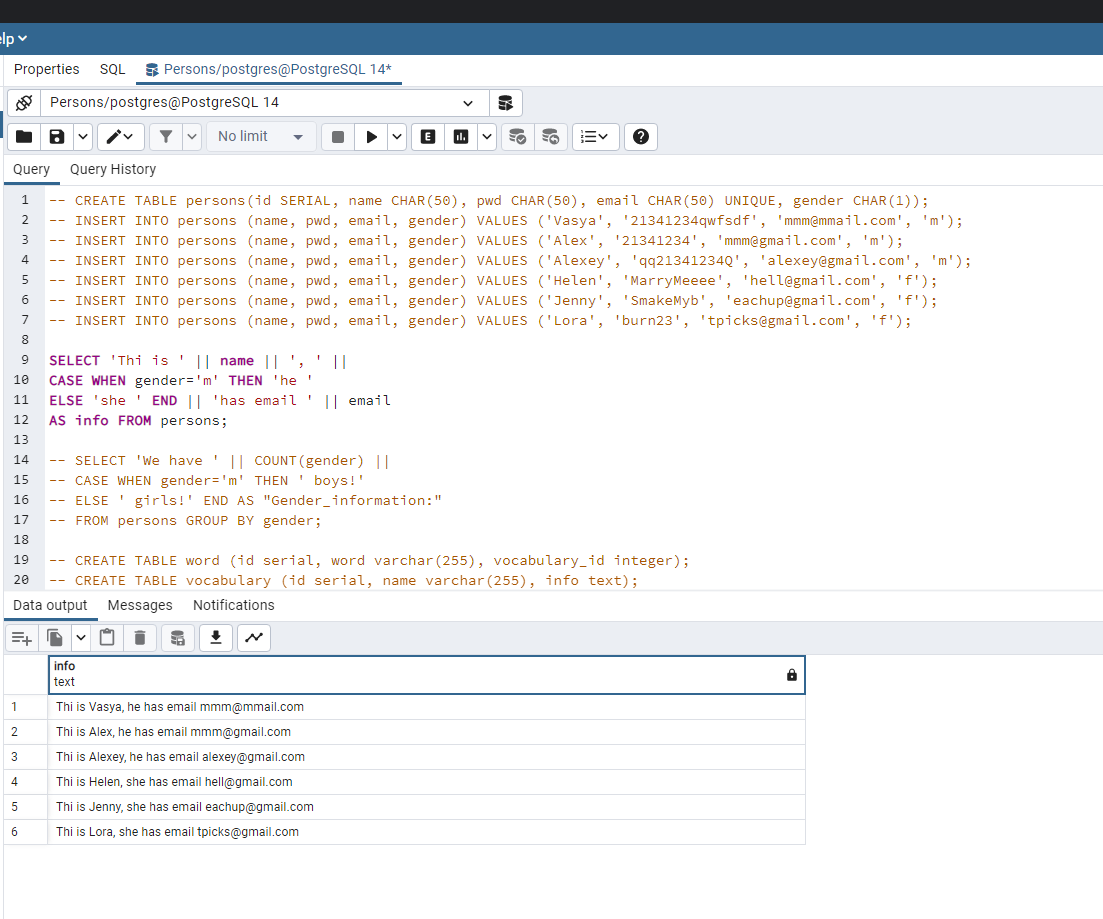 elp
Properties SQL Persons/postgres@PostgreSQL 14*
Persons/postgres@PostgreSQL 14
No limit E ?
Query Query History
1 -- CREATE TABLE persons(id SERIAL, name CHAR(50), pwd CHAR(50), email CHAR(50) UNIQUE, gender CHAR(1));
2 -- INSERT INTO persons (name, pwd, email, gender) VALUES ('Vasya', '21341234qwfsdf', 'mmm@mmail.com', 'm');
3 -- INSERT INTO persons (name, pwd, email, gender) VALUES ('Alex', '21341234', 'mmm@gmail.com', 'm');
4 -- INSERT INTO persons (name, pwd, email, gender) VALUES ('Alexey', 'qq21341234Q', 'alexey@gmail.com', 'm');
5 -- INSERT INTO persons (name, pwd, email, gender) VALUES ('Helen', 'MarryMeeee', 'hell@gmail.com', 'f');
6 -- INSERT INTO persons (name, pwd, email, gender) VALUES ('Jenny', 'SmakeMyb', 'eachup@gmail.com', 'f');
7 -- INSERT INTO persons (name, pwd, email, gender) VALUES ('Lora', 'burn23', 'tpicks@gmail.com', 'f');
8
9 SELECT 'Thi is ' || name || ', ' ||
10 CASE WHEN gender='m' THEN 'he '
11 ELSE 'she ' END || 'has email ' || email
12 AS info FROM persons;
13
14 -- SELECT 'We have ' || COUNT(gender) ||
15 -- CASE WHEN gender='m' THEN ' boys!'
16 -- ELSE ' girls!' END AS "Gender_information:"
17 -- FROM persons GROUP BY gender;
18
19 -- CREATE TABLE word (id serial, word varchar(255), vocabulary_id integer);
20 -- CREATE TABLE vocabulary (id serial, name varchar(255), info text);
Data output Messages Notifications
info
text
1 Thi is Vasya, he has email mmm@mmail.com
2 Thi is Alex, he has email mmm@gmail.com
3 Thi is Alexey, he has email alexey@gmail.com
4 Thi is Helen, she has email hell@gmail.com
5 Thi is Jenny, she has email eachup@gmail.com
6 Thi is Lora, she has email tpicks@gmail.com